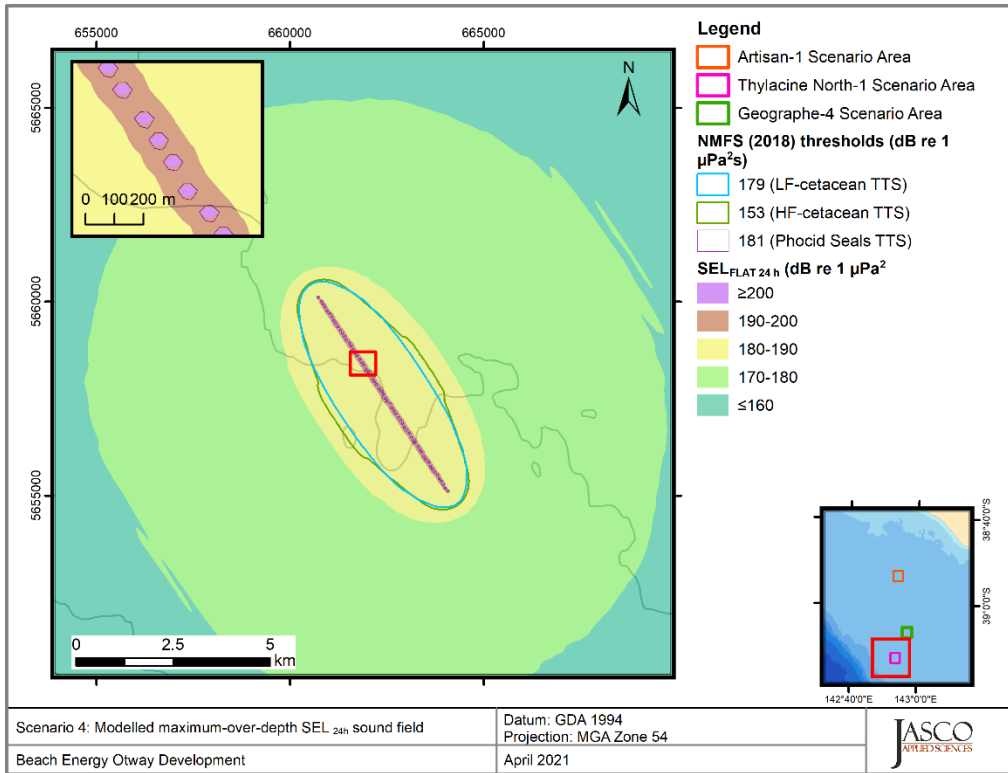 655000
660000
665000
5665000
5660000
5655000
N
0 100 200 m
0 2.5 5
km
Legend
Artisan-1 Scenario Area
Thylacine North-1 Scenario Area
Geographe-4 Scenario Area
NMFS (2018) thresholds (dB re 1
µPa²s)
179 (LF-cetacean TTS)
153 (HF-cetacean TTS)
181 (Phocid Seals TTS)
SEL FLAT 24 h (dB re 1 µPa²
≥200
190-200
180-190
170-180
≤160
38°40'0"S
39°0'0"S
142°40'0"E
143°0'0"E
Scenario 4: Modelled maximum-over-depth SEL 24h sound field
Datum: GDA 1994
Projection: MGA Zone 54
Beach Energy Otway Development
April 2021
JASCO
APPLIED SCIENCES